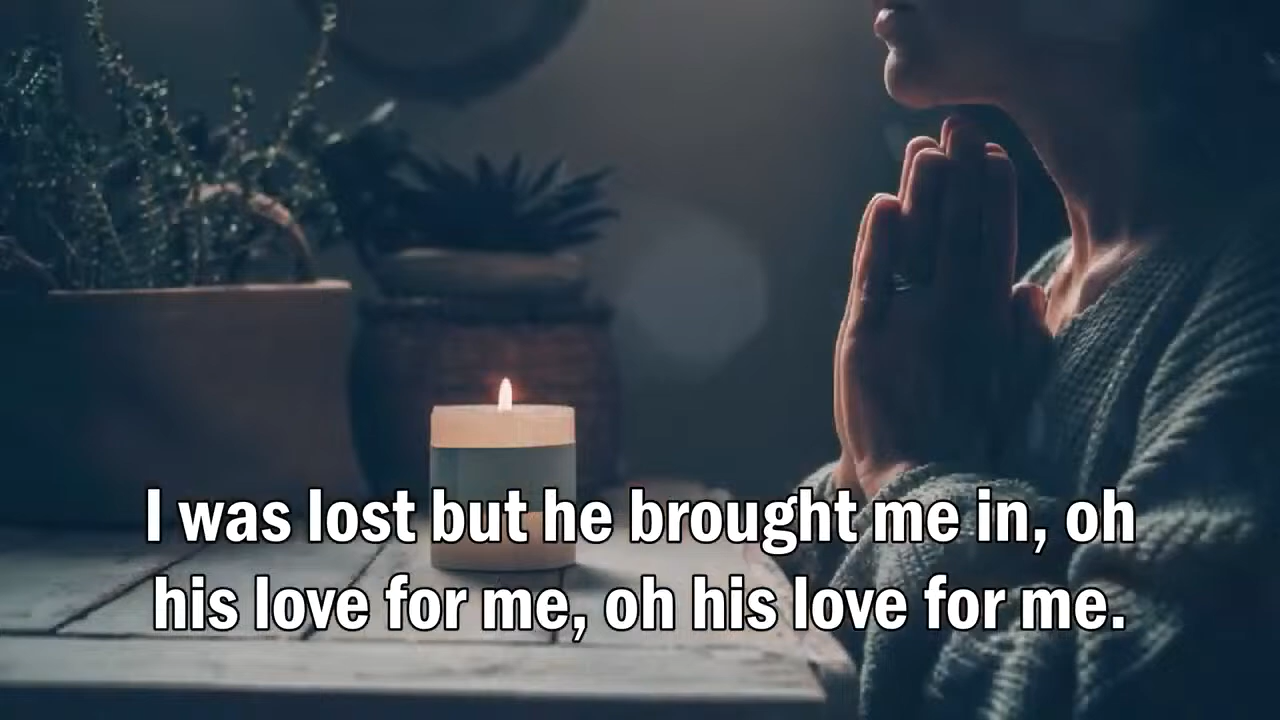 I was lost but he brought me in, oh
his love for me, oh his love for me.